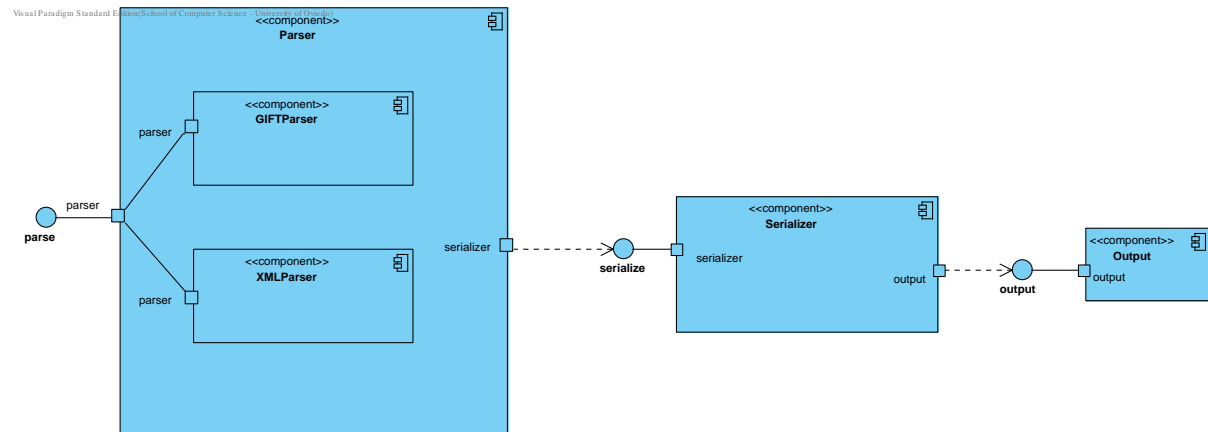 Visual Paradigm Standard Edition(School of Computer Science - University of Oviedo)
<<component>>
Parser
<<component>>
GIFTParser
parser
parser
parse
<<component>>
XMLParser
parser
serializer
serialize
<<component>>
Serializer
serializer
output
output
<<component>>
Output
output